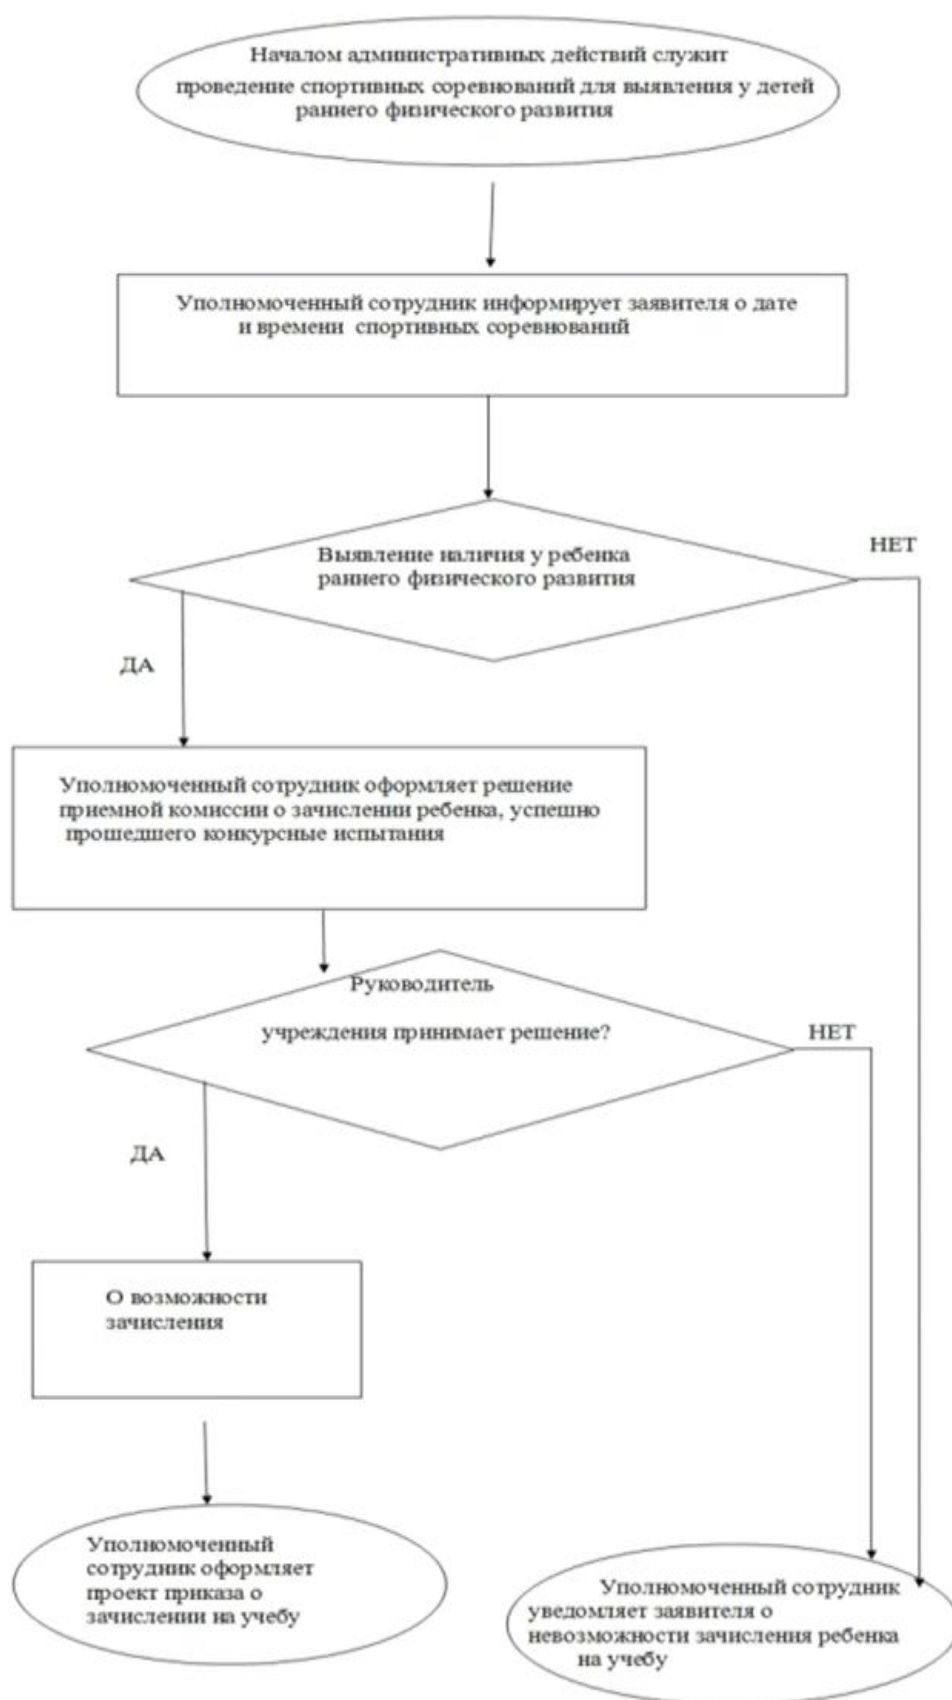 Началом административных действий служит
проведение спортивных соревнований для выявления у детей
раннего физического развития
Уполномоченный сотрудник информирует заявителя о дате
и времени спортивных соревнований
Выявление наличия у ребенка
раннего физического развития
НЕТ
ДА
Уполномоченный сотрудник оформляет решение
приемной комиссии о зачислении ребенка, успешно
прошедшего конкурсные испытания
Руководитель
учреждения принимает решение?
НЕТ
ДА
О возможности
зачисления
Уполномоченный
сотрудник оформляет
проект приказа о
зачислении на учебу
Уполномоченный сотрудник
уведомляет заявителя о
невозможности зачисления ребенка
на учебу